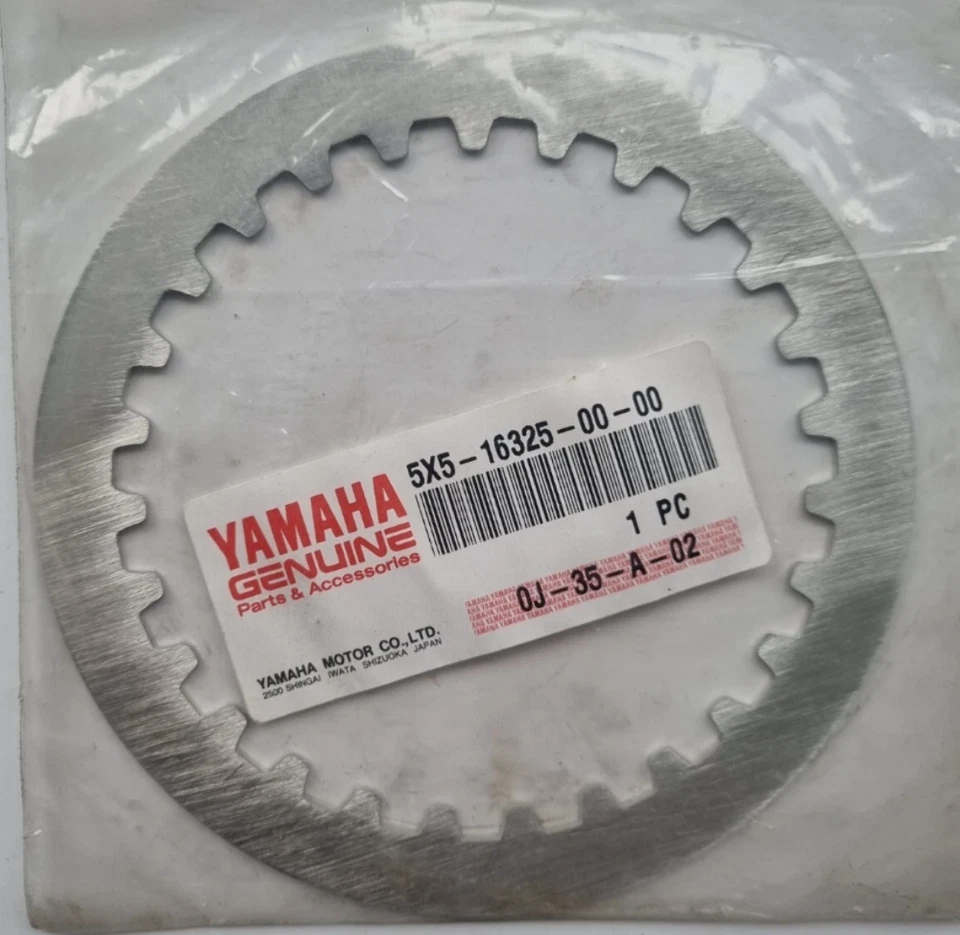 5X5-16325-00-00
YAMAHA
GENUINE
Parts & Accessories
1 PC
0J-35-A-02
YAMAHA MOTOR CO.,LTD.
2500 SHINGAI IWATA SHIZUOKA JAPAN